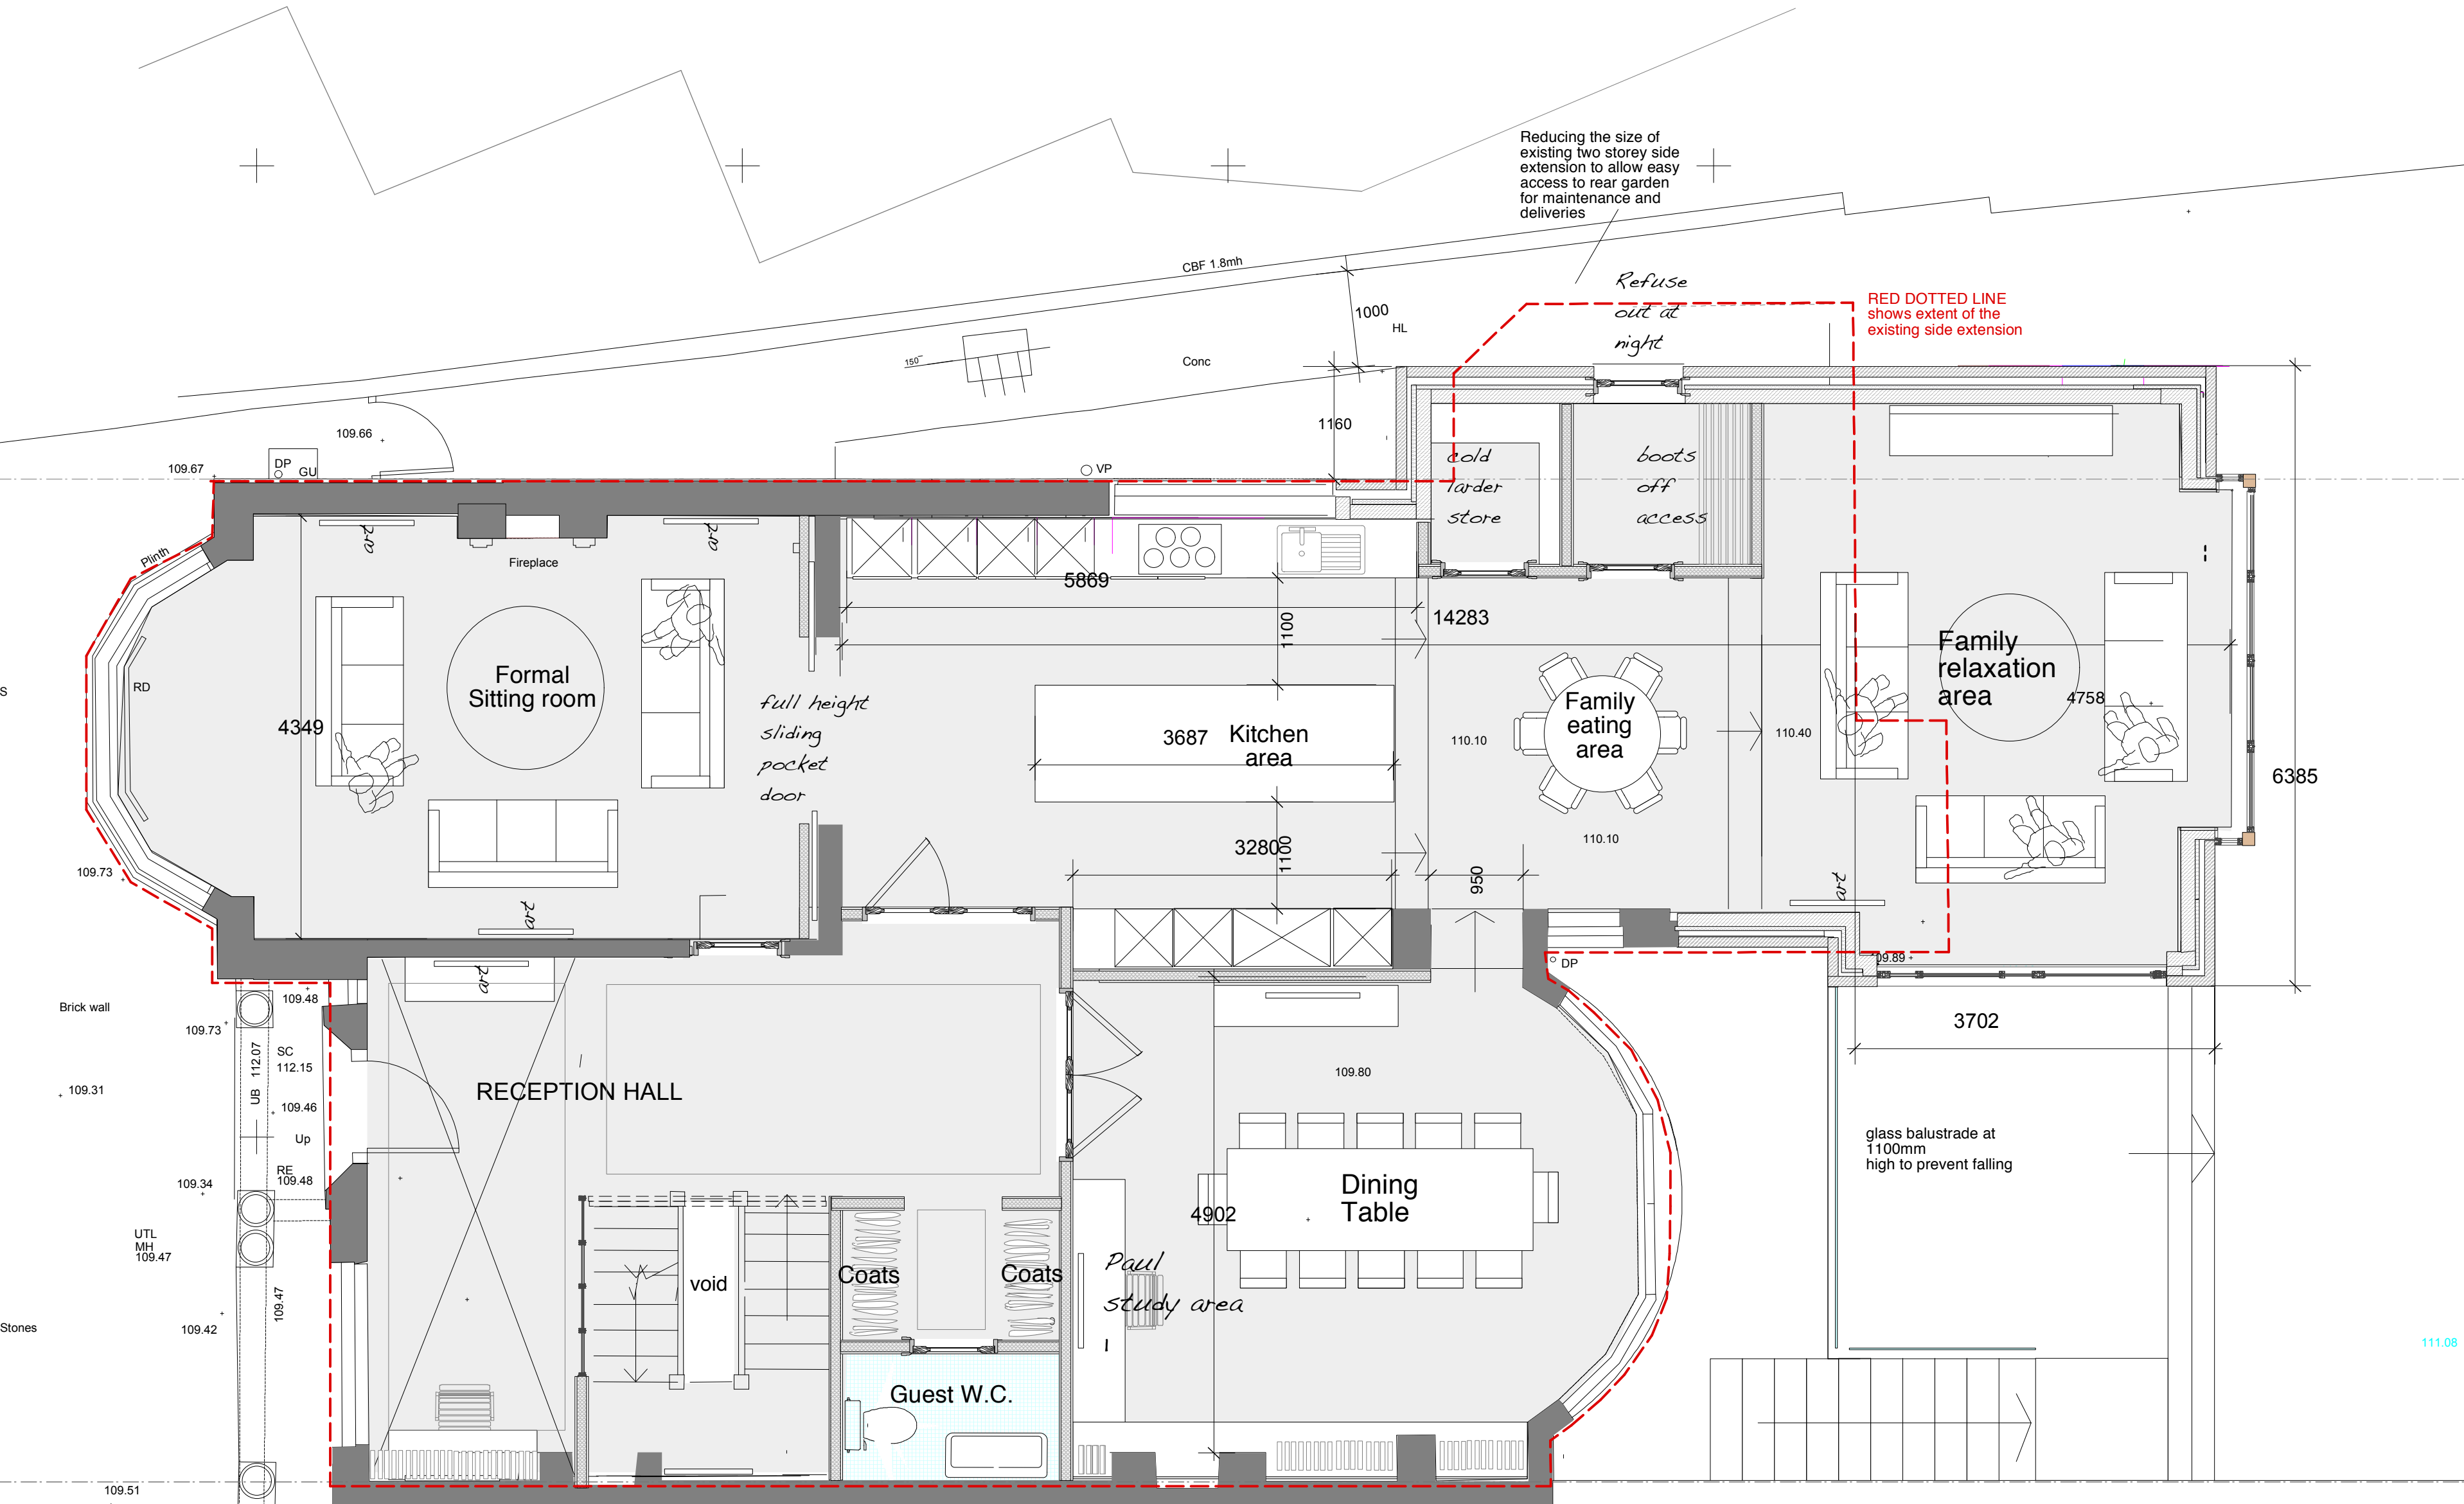 Reducing the size of
existing two storey side
extension to allow easy
access to rear garden
for maintenance and
deliveries
CBF 1.8mh
Refuse
out at
night
RED DOTTED LINE
shows extent of the
existing side extension
1000
HL
150
Conc
1160
109.66
109.67
DP
GU
VP
cold
larder
store
boots
off
access
art
art
Plinth
Fireplace
5869
14283
1100
RD
S
Formal
Sitting room
4349
full height
sliding
pocket
door
3687
Kitchen
area
110.10
Family
eating
area
110.40
Family
relaxation
area
4758
6385
110.10
3280
1100
950
109.73
art
art
art
DP
109.89
Brick wall
109.48
109.73
SC
112.15
UB 112.07
109.31
109.46
Up
RE
109.48
109.34
RECEPTION HALL
109.80
3702
glass balustrade at
1100mm
high to prevent falling
UTL
MH
109.47
109.47
Stones
109.42
void
Coats
Coats
4902
Dining
Table
Paul
study area
Guest W.C.
111.08
109.51